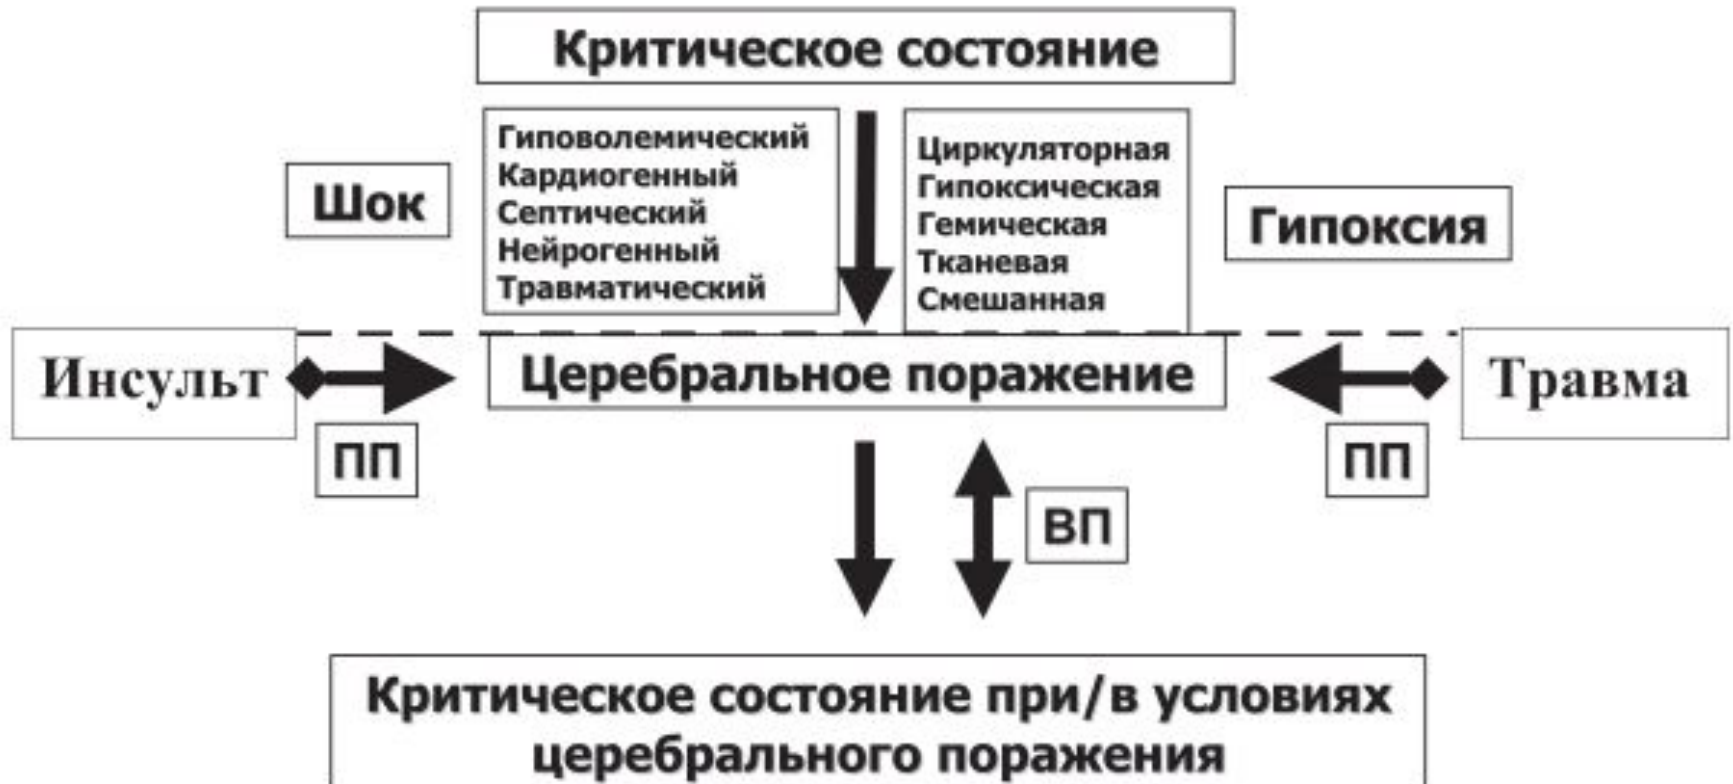 Критическое состояние
Шок
Гиповолемический
Кардиогенный
Септический
Нейрогенный
Травматический
Циркуляторная
Гипоксическая
Гемическая
Тканевая
Смешанная
Гипоксия
Инсульт
Церебральное поражение
Травма
ПП
ПП
ВП
Критическое состояние при/в условиях
церебрального поражения